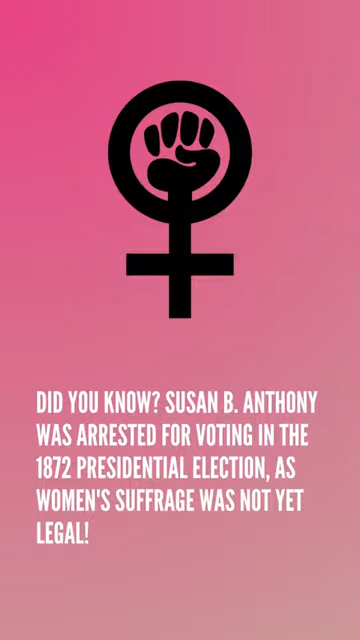 DID YOU KNOW? SUSAN B. ANTHONY
WAS ARRESTED FOR VOTING IN THE
1872 PRESIDENTIAL ELECTION, AS
WOMEN'S SUFFRAGE WAS NOT YET
LEGAL!